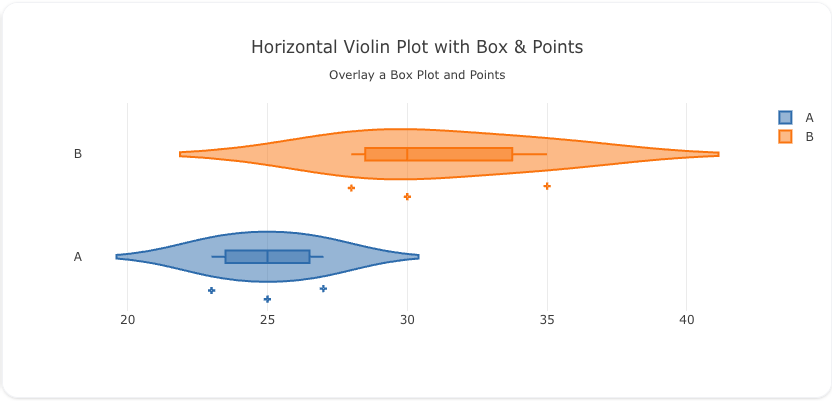 Horizontal Violin Plot with Box & Points
Overlay a Box Plot and Points
A
B
B
A
20 25 30 35 40